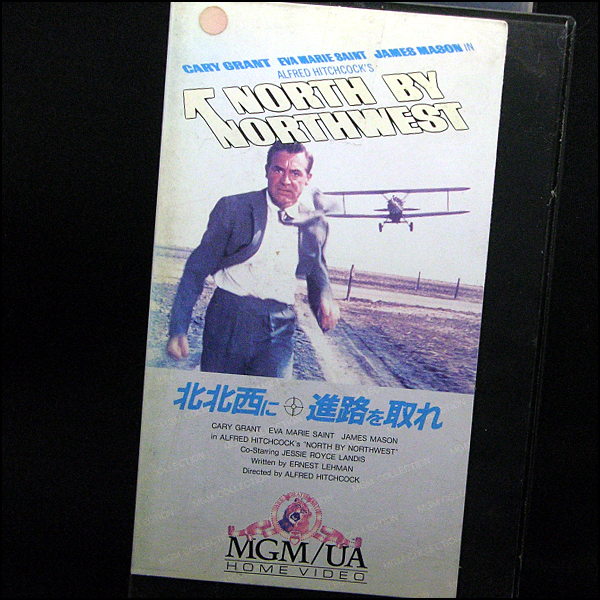 CARY GRANT EVA MARIE SAINT JAMES MASON IN
ALFRED HITCHCOCK'S
NORTH BY
NORTHWEST
北北西に進路を取れ
CARY GRANT EVA MARIE SAINT JAMES MASON
in ALFRED HITCHCOCK's "NORTH BY NORTHWEST"
Co-Starring JESSIE ROYCE LANDIS
Written by ERNEST LEHMAN
Directed by ALFRED HITCHCOCK
MGM/UA
HOME VIDEO